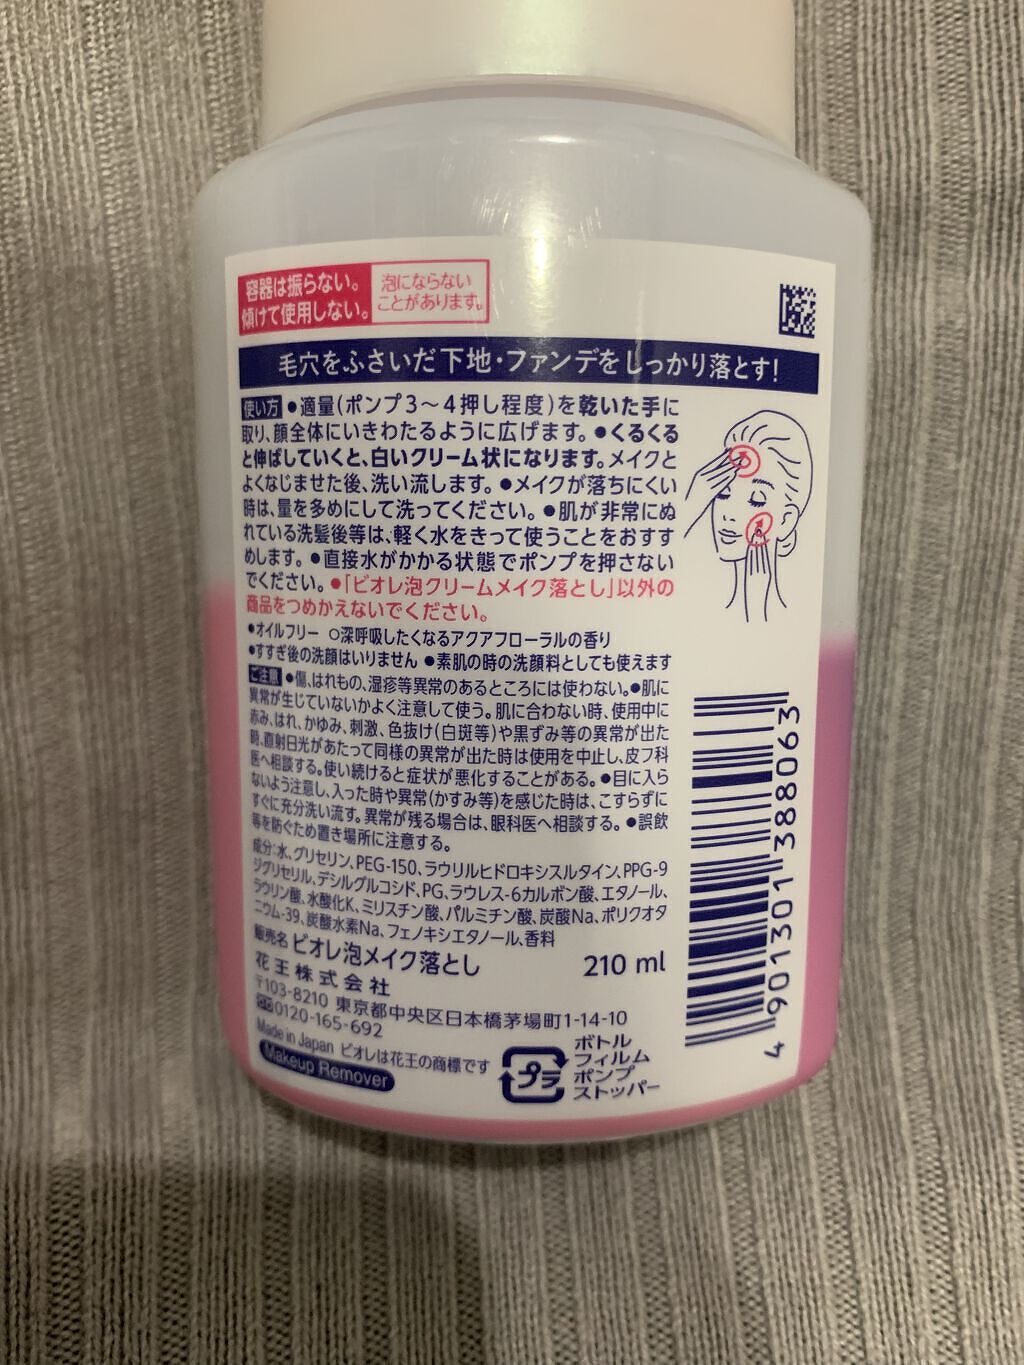 容器は振らない。
傾けて使用しない。
泡にならない
ことがあります。
毛穴をふさいだ下地・ファンデをしっかり落とす!
使い方 ●適量(ポンプ3〜4押し程度)を乾いた手に
取り、顔全体にいきわたるように広げます。●くるくる
と伸ばしていくと、白いクリーム状になります。メイクと
よくなじませた後、洗い流します。●メイクが落ちにくい
時は、量を多めにして洗ってください。●肌が非常にぬ
れている洗髪後等は、軽く水をきって使うことをおすす
めします。●直接水がかかる状態でポンプを押さない
でください。●「ビオレ泡クリームメイク落とし」以外の
商品をつめかえないでください。
●オイルフリー ○深呼吸したくなるアクアフローラルの香り
●すすぎ後の洗顔はいりません ●素肌の時の洗顔料としても使えます
ご注意 ●傷、はれもの、湿疹等異常のあるところには使わない。●肌に
異常が生じていないかよく注意して使う。肌に合わない時、使用中に
赤み、はれ、かゆみ、刺激、色抜け(白斑等)や黒ずみ等の異常が出た
時、直射日光があたって同様の異常が出た時は使用を中止し、皮フ科
医へ相談する。使い続けると症状が悪化することがある。●目に入ら
ないよう注意し、入った時や異常(かすみ等)を感じた時は、こすらずに
すぐに充分洗い流す。異常が残る場合は、眼科医へ相談する。●誤飲
等を防ぐため置き場所に注意する。
成分:水、グリセリン、PEG-150、ラウリルヒドロキシスルタイン、PPG-9
ジグリセリル、デシルグルコシド、PG、ラウレス-6カルボン酸、エタノール、
ラウリン酸、水酸化K、ミリスチン酸、パルミチン酸、炭酸Na、ポリクオタ
ニウム-39、炭酸水素Na、フェノキシエタノール、香料
販売名 ビオレ泡メイク落とし 210 ml
花王株式会社
〒103-8210 東京都中央区日本橋茅場町1-14-10
0120-165-692
Made in Japan ビオレは花王の商標です
Makeup Remover
プラ
ボトル
フィルム
ポンプ
ストッパー
4 901301 388063